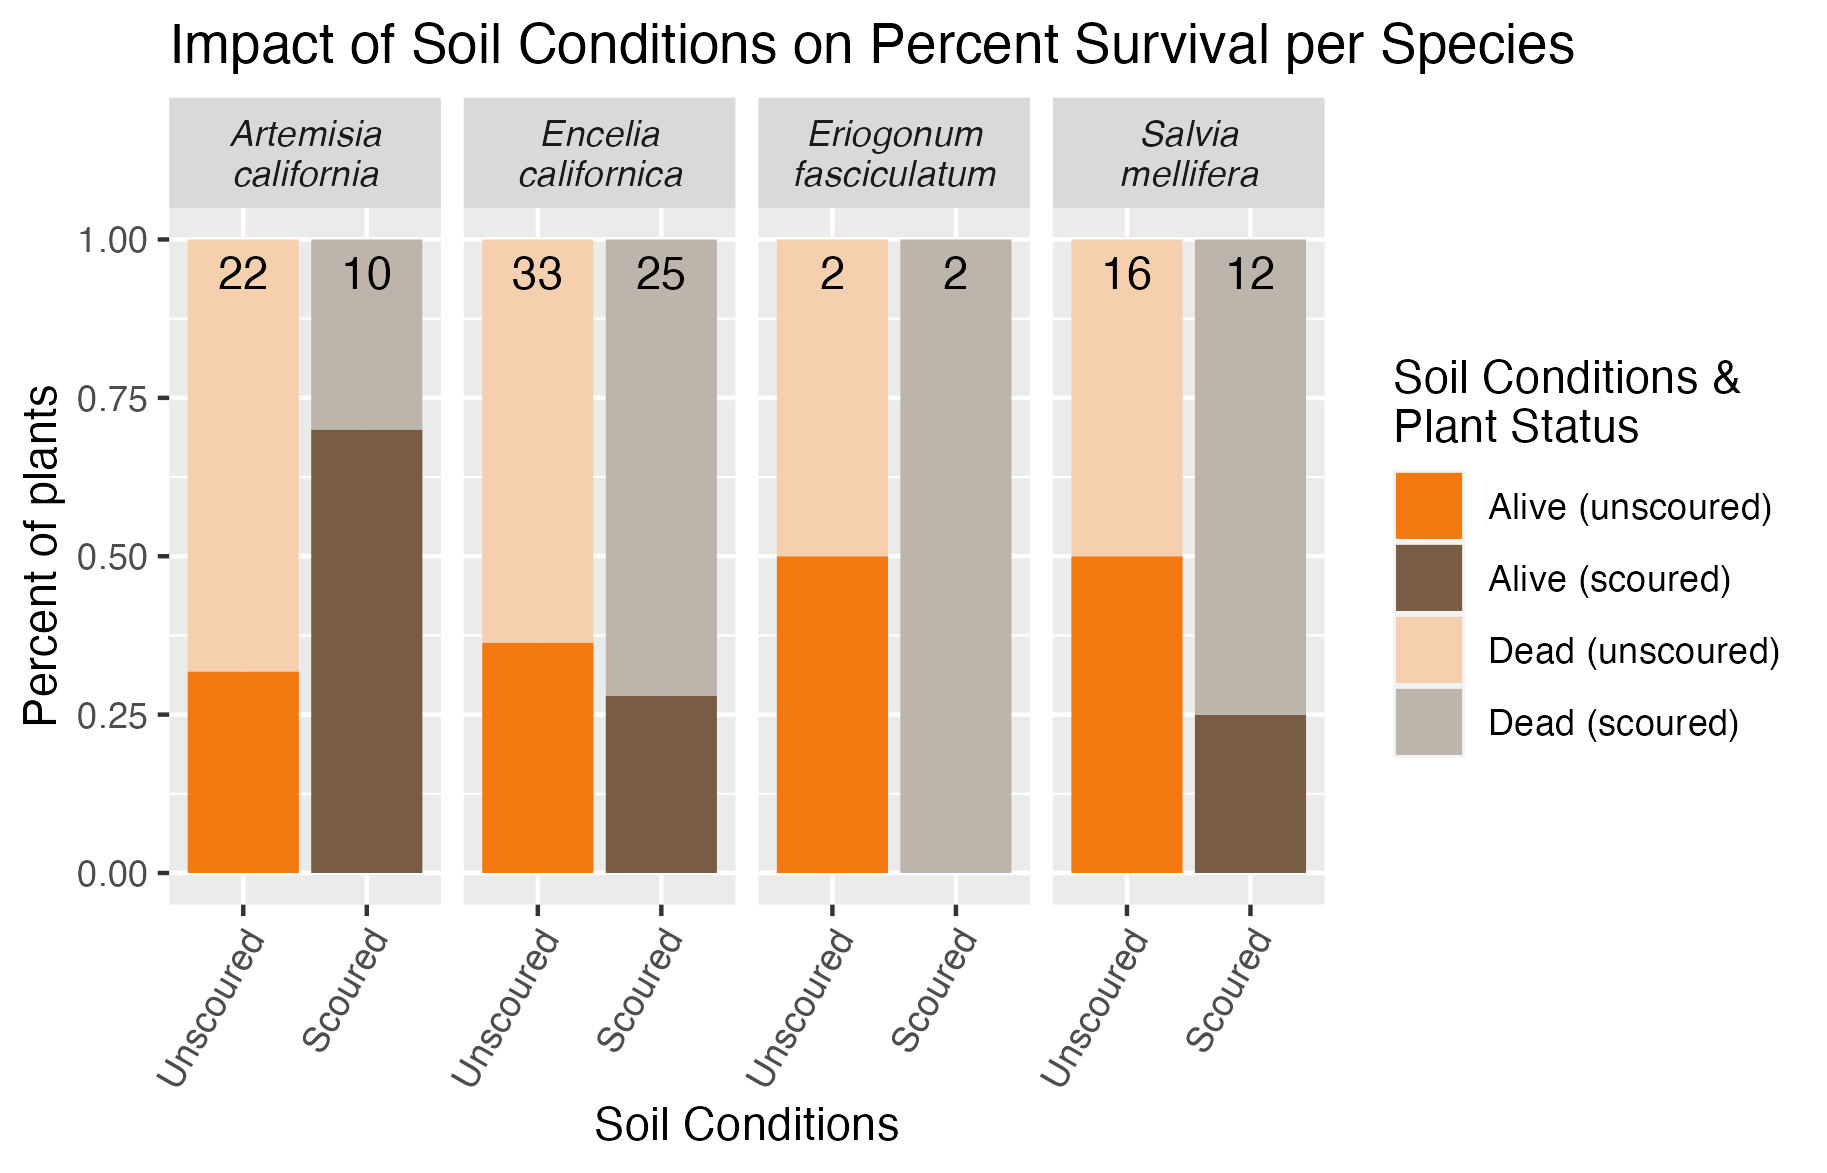 Impact of Soil Conditions on Percent Survival per Species
Artemisia
california
Encelia
californica
Eriogonum
fasciculatum
Salvia
mellifera
1.00
0.75
0.50
0.25
0.00
Percent of plants
22
10
33
25
2
2
16
12
Unscoured
Scoured
Unscoured
Scoured
Unscoured
Scoured
Unscoured
Scoured
Soil Conditions
Soil Conditions &
Plant Status
Alive (unscoured)
Alive (scoured)
Dead (unscoured)
Dead (scoured)